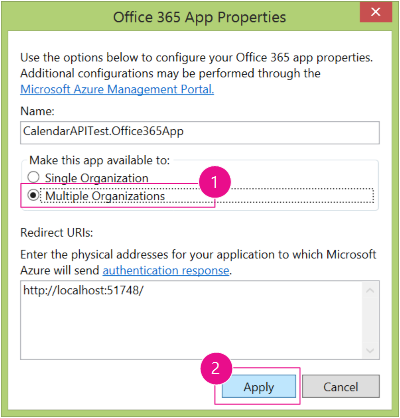 Office 365 App Properties
Use the options below to configure your Office 365 app properties.
Additional configurations may be performed through the
Microsoft Azure Management Portal.
Name:
CalendarAPITest.Office365App
Make this app available to:
Single Organization
1
Multiple Organizations
Redirect URIs:
Enter the physical addresses for your application to which Microsoft
Azure will send authentication response.
http://localhost:51748/
2
Apply
Cancel